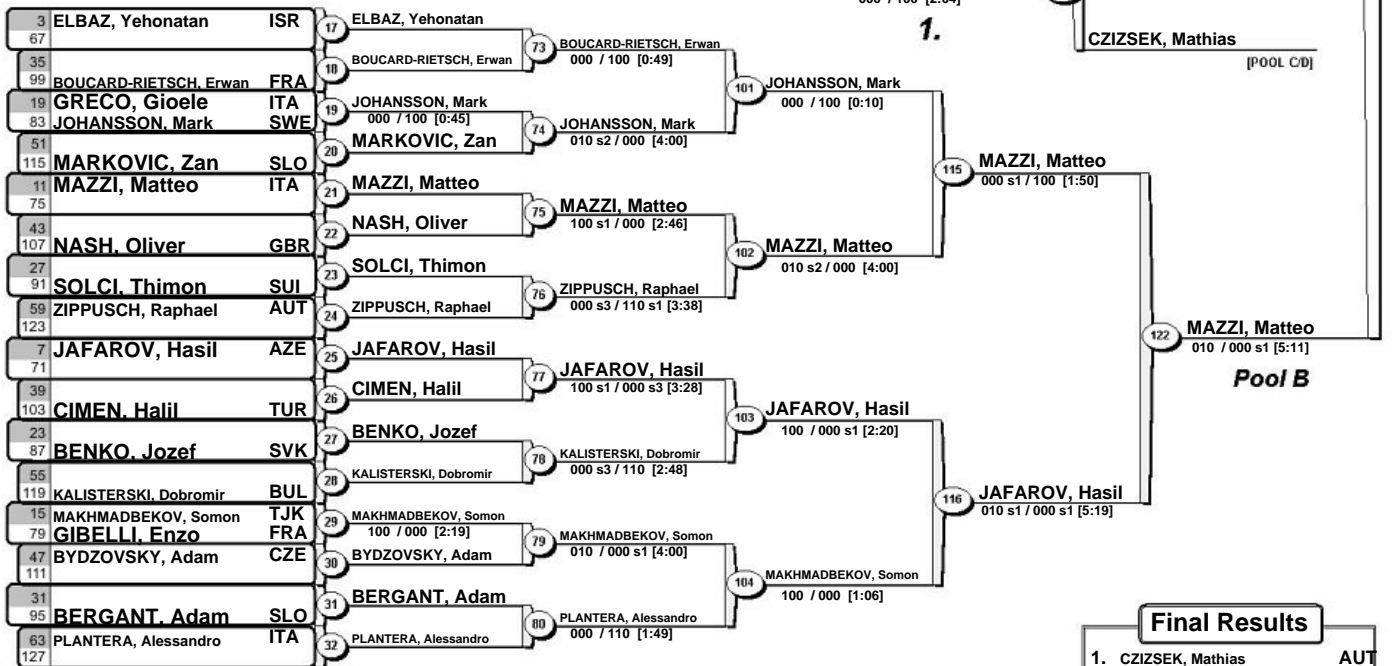 000 / 100 [2:04]
1.
CZIZSEK, Mathias
[POOL C/D]
3 ELBAZ, Yehonatan ISR
67
35
99 BOUCARD-RIETSCH, Erwan FRA
19 GRECO, Gioele ITA
83 JOHANSSON, Mark SWE
51
115 MARKOVIC, Zan SLO
11 MAZZI, Matteo ITA
75
43
107 NASH, Oliver GBR
27
91 SOLCI, Thimon SUI
59 ZIPPUSCH, Raphael AUT
123
7 JAFAROV, Hasil AZE
71
39
103 CIMEN, Halil TUR
23
87 BENKO, Jozef SVK
55
119 KALISTERSKI, Dobromir BUL
15 MAKHMADBEKOV, Somon TJK
79 GIBELLI, Enzo FRA
47 BYDZOVSKY, Adam CZE
111
31
95 BERGANT, Adam SLO
63 PLANTERA, Alessandro ITA
127
17 ELBAZ, Yehonatan
18 BOUCARD-RIETSCH, Erwan
19 JOHANSSON, Mark
000 / 100 [0:45]
20 MARKOVIC, Zan
21 MAZZI, Matteo
22 NASH, Oliver
23 SOLCI, Thimon
24 ZIPPUSCH, Raphael
25 JAFAROV, Hasil
26 CIMEN, Halil
27 BENKO, Jozef
28 KALISTERSKI, Dobromir
29 MAKHMADBEKOV, Somon
100 / 000 [2:19]
30 BYDZOVSKY, Adam
31 BERGANT, Adam
32 PLANTERA, Alessandro
73 BOUCARD-RIETSCH, Erwan
000 / 100 [0:49]
74 JOHANSSON, Mark
010 s2 / 000 [4:00]
75 MAZZI, Matteo
100 s1 / 000 [2:46]
76 ZIPPUSCH, Raphael
000 s3 / 110 s1 [3:38]
77 JAFAROV, Hasil
100 s1 / 000 s3 [3:28]
78 KALISTERSKI, Dobromir
000 s3 / 110 [2:48]
79 MAKHMADBEKOV, Somon
010 / 000 s1 [4:00]
80 PLANTERA, Alessandro
000 / 110 [1:49]
101 JOHANSSON, Mark
000 / 100 [0:10]
102 MAZZI, Matteo
010 s2 / 000 [4:00]
103 JAFAROV, Hasil
100 / 000 s1 [2:20]
104 MAKHMADBEKOV, Somon
100 / 000 [1:06]
115 MAZZI, Matteo
000 s1 / 100 [1:50]
116 JAFAROV, Hasil
010 s1 / 000 s1 [5:19]
122 MAZZI, Matteo
010 / 000 s1 [5:11]
Pool B
Final Results
1. CZIZSEK, Mathias AUT